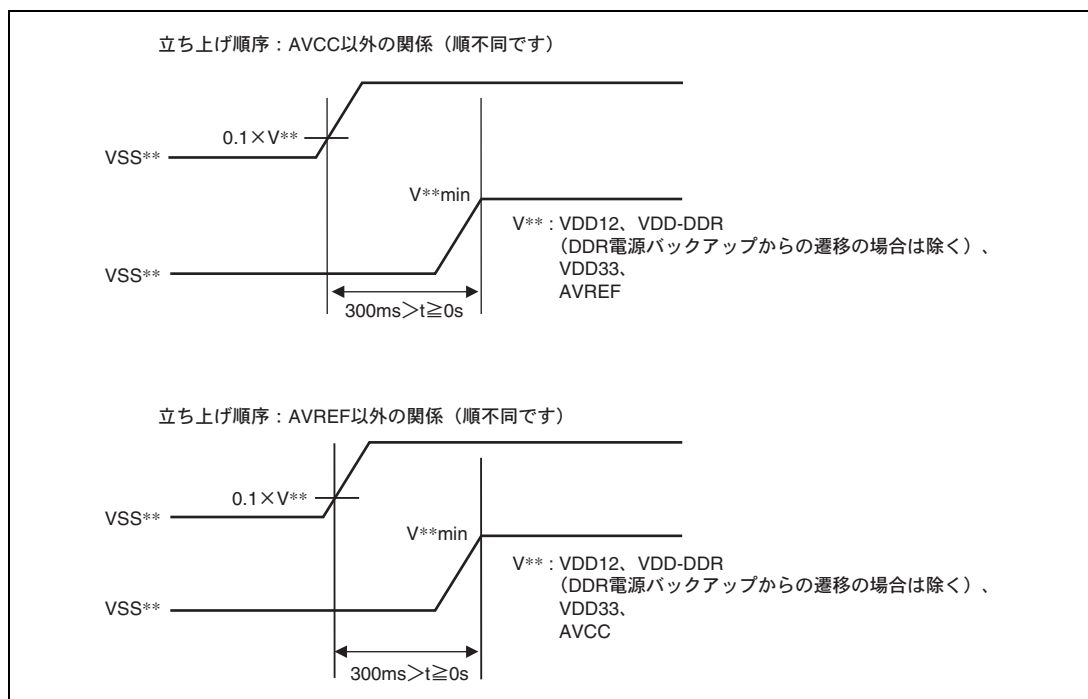 立ち上げ順序：AVCC以外の関係（順不同です）
0.1×V**
VSS**
V**min
V**：VDD12、VDD-DDR
（DDR電源バックアップからの遷移の場合は除く）、
VDD33、
AVREF
VSS**
300ms＞t≧0s
立ち上げ順序：AVREF以外の関係（順不同です）
0.1×V**
VSS**
V**min
V**：VDD12、VDD-DDR
（DDR電源バックアップからの遷移の場合は除く）、
VDD33、
AVCC
VSS**
300ms＞t≧0s